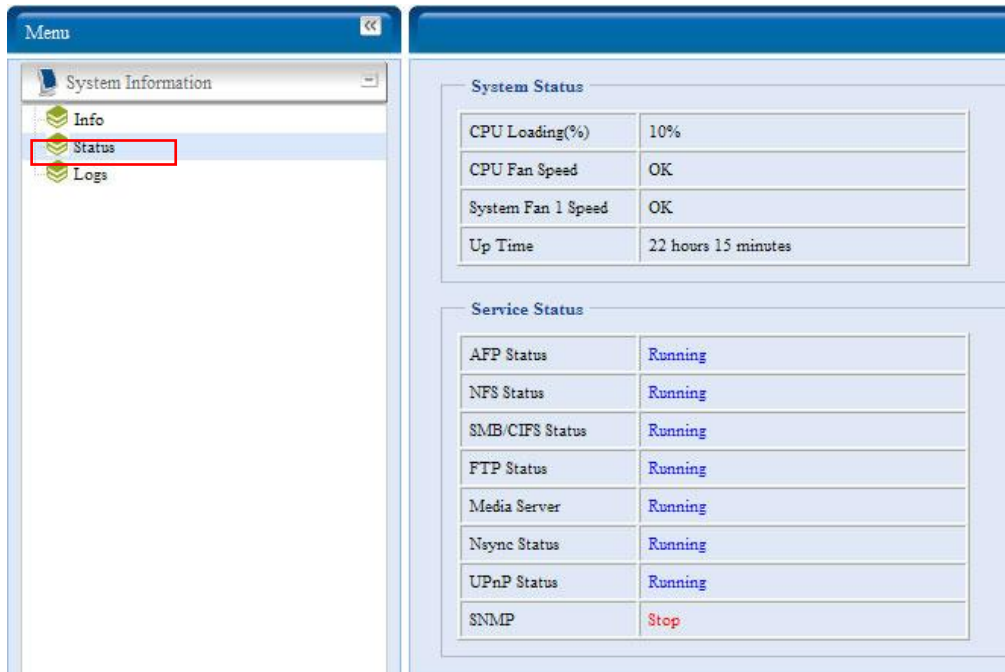 Menu
System Information
Info
Status
Logs
System Status
CPU Loading(%) 10%
CPU Fan Speed OK
System Fan 1 Speed OK
Up Time 22 hours 15 minutes
Service Status
AFP Status Running
NFS Status Running
SMB/CIFS Status Running
FTP Status Running
Media Server Running
Nsync Status Running
UPnP Status Running
SNMP Stop